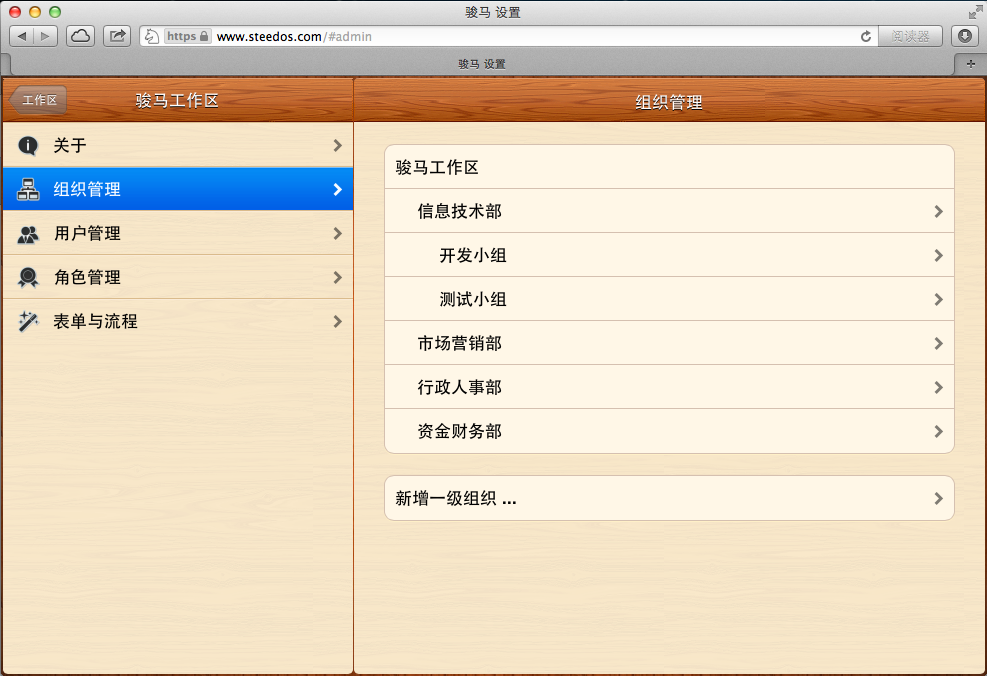 骏马 设置
https www.steedos.com/#admin 阅读器
骏马 设置
工作区 骏马工作区
关于
组织管理
用户管理
角色管理
表单与流程
组织管理
骏马工作区
信息技术部
开发小组
测试小组
市场营销部
行政人事部
资金财务部
新增一级组织 ...